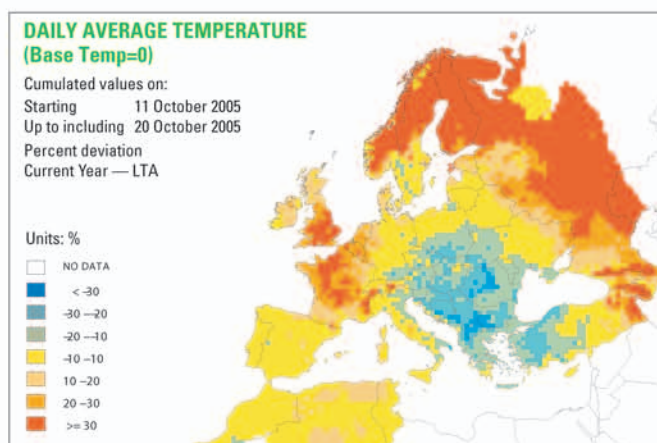 DAILY AVERAGE TEMPERATURE
(Base Temp=0)
Cumulated values on:
Starting 11 October 2005
Up to including 20 October 2005
Percent deviation
Current Year — LTA
Units: %
NO DATA
< -30
-30 --20
-20 --10
-10 -10
10 -20
20 -30
>= 30